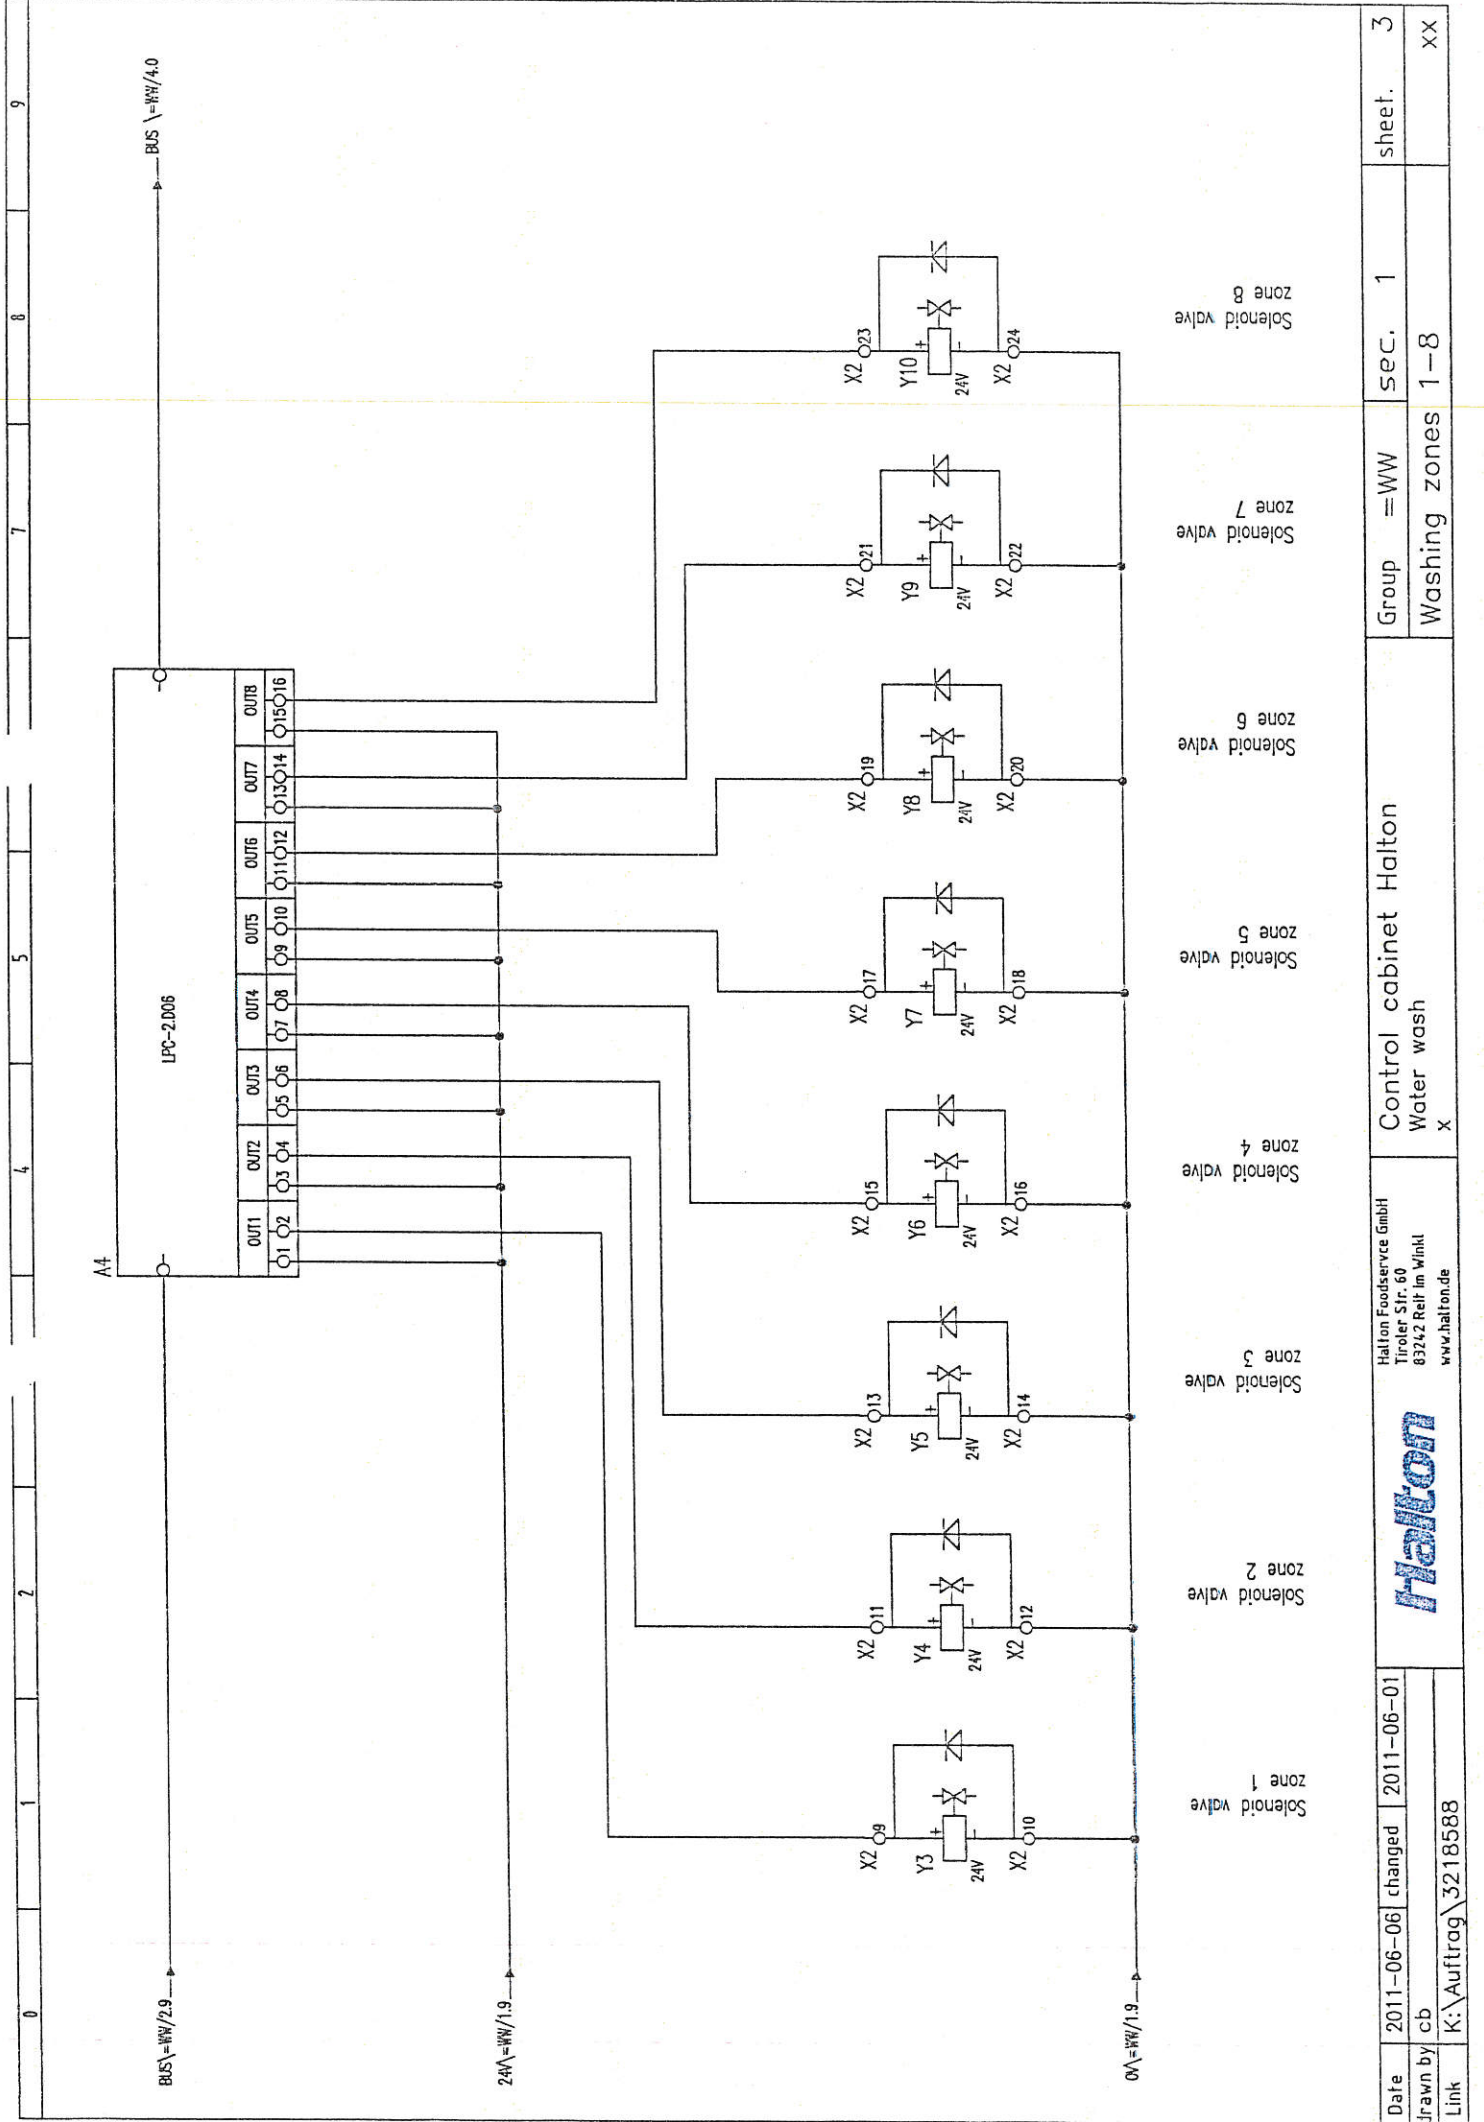 0 1 2 4 5 7 8 9
A4
BUS\=WW/2.9
BUS \=WW/4.0
LPC-2.DO6
OUT1 OUT2 OUT3 OUT4 OUT5 OUT6 OUT7 OUT8
1 2 3 4 5 6 7 8 9 10 11 12 13 14 15 16
24V\=WW/1.9
X2 9 X2 11 X2 13 X2 15 X2 17 X2 19 X2 21 X2 23
Y3 + Y4 + Y5 + Y6 + Y7 + Y8 + Y9 + Y10 +
24V - 24V - 24V - 24V - 24V - 24V - 24V - 24V -
X2 10 X2 12 X2 14 X2 16 X2 18 X2 20 X2 22 X2 24
0V\=WW/1.9
Solenoid valve
zone 1
Solenoid valve
zone 2
Solenoid valve
zone 3
Solenoid valve
zone 4
Solenoid valve
zone 5
Solenoid valve
zone 6
Solenoid valve
zone 7
Solenoid valve
zone 8
Date 2011-06-06 changed 2011-06-01
drawn by cb
Link K:\Auftrag\3218588
Halton
Halton Foodservce GmbH
Tiroler Str. 60
83242 Reit im Winkl
www.halton.de
Control cabinet Halton
Water wash
X
Group =WW sec. 1 sheet. 3
Washing zones 1-8 XX